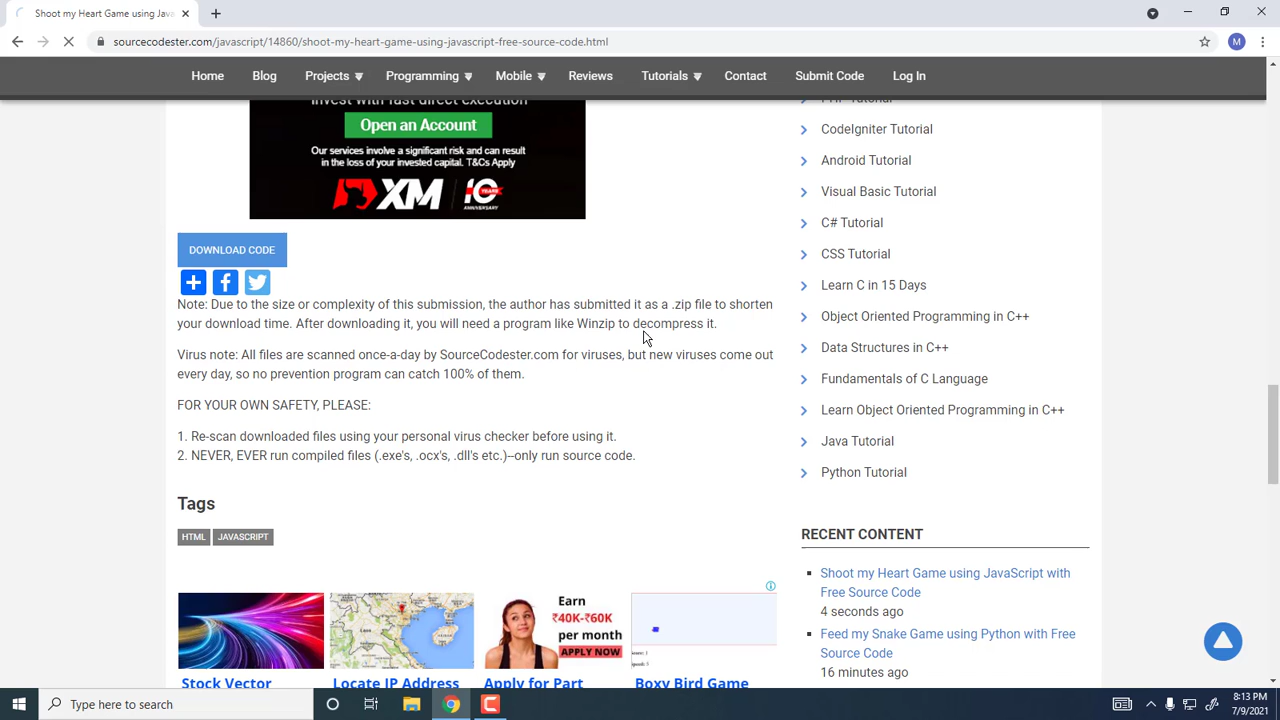 Shoot my Heart Game using Jav
sourcecodester.com/javascript/14860/shoot-my-heart-game-using-javascript-free-source-code.html
M
Home Blog Projects Programming Mobile Reviews Tutorials Contact Submit Code Log In
Invest with fast direct execution
Open an Account
Our services involve a significant risk and can result
in the loss of your invested capital. T&Cs Apply
XM 10 YEARS ANNIVERSARY
DOWNLOAD CODE
Note: Due to the size or complexity of this submission, the author has submitted it as a .zip file to shorten
your download time. After downloading it, you will need a program like Winzip to decompress it.
Virus note: All files are scanned once-a-day by SourceCodester.com for viruses, but new viruses come out
every day, so no prevention program can catch 100% of them.
FOR YOUR OWN SAFETY, PLEASE:
1. Re-scan downloaded files using your personal virus checker before using it.
2. NEVER, EVER run compiled files (.exe's, .ocx's, .dll's etc.)--only run source code.
Tags
HTML JAVASCRIPT
Earn
₹40K-₹60K
per month
APPLY NOW
Stock Vector
Locate IP Address
Apply for Part
Boxy Bird Game
PHP Tutorial
CodeIgniter Tutorial
Android Tutorial
Visual Basic Tutorial
C# Tutorial
CSS Tutorial
Learn C in 15 Days
Object Oriented Programming in C++
Data Structures in C++
Fundamentals of C Language
Learn Object Oriented Programming in C++
Java Tutorial
Python Tutorial
RECENT CONTENT
Shoot my Heart Game using JavaScript with
Free Source Code
4 seconds ago
Feed my Snake Game using Python with Free
Source Code
16 minutes ago
Type here to search
8:13 PM
7/9/2021